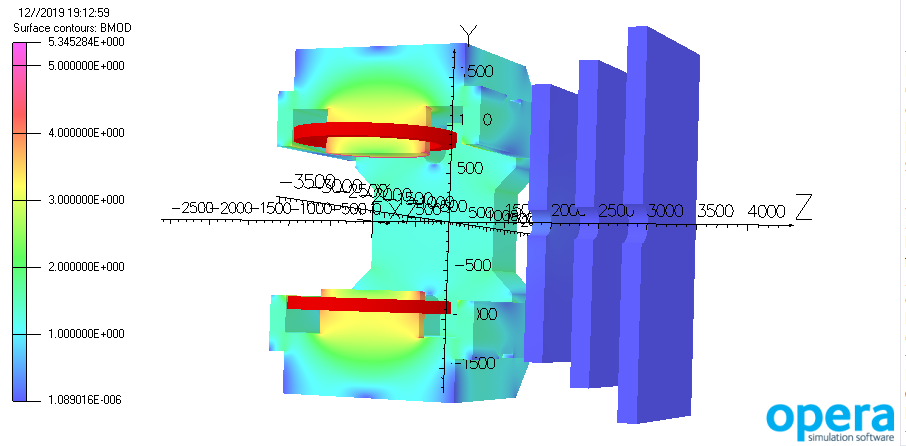 12//2019 19:12:59
Surface contours: BMOD
5.345284E+000
5.000000E+000
4.000000E+000
3.000000E+000
2.000000E+000
1.000000E+000
1.089016E-006
Y
500
-3500
-2500 -2000 -1500 -1000 -500
500
2000 2500 3000 3500 4000 Z
-500
-1500
opera
simulation software